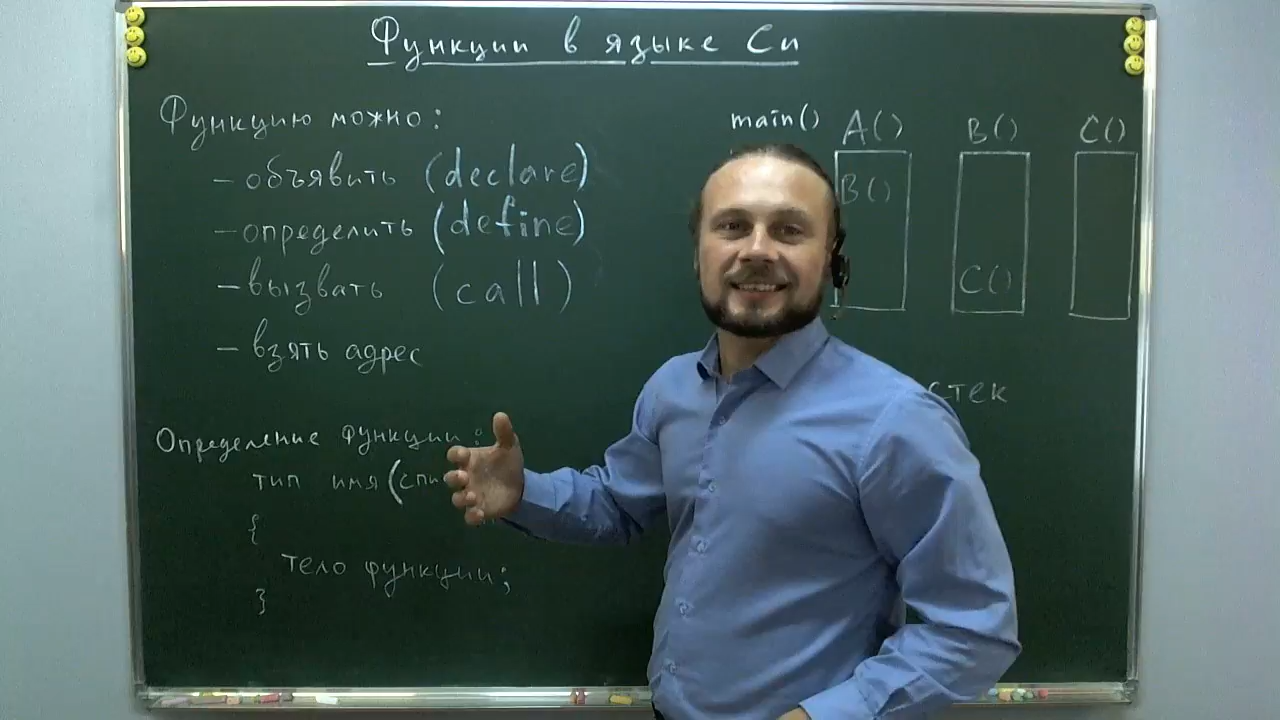 Функции в языке Си
Функцию можно:
- объявить (declare)
- определить (define)
- вызвать (call)
- взять адрес
Определение функции:
тип имя (спи
{
тело функции;
}
main() A() B() C()
B()
C()
стек